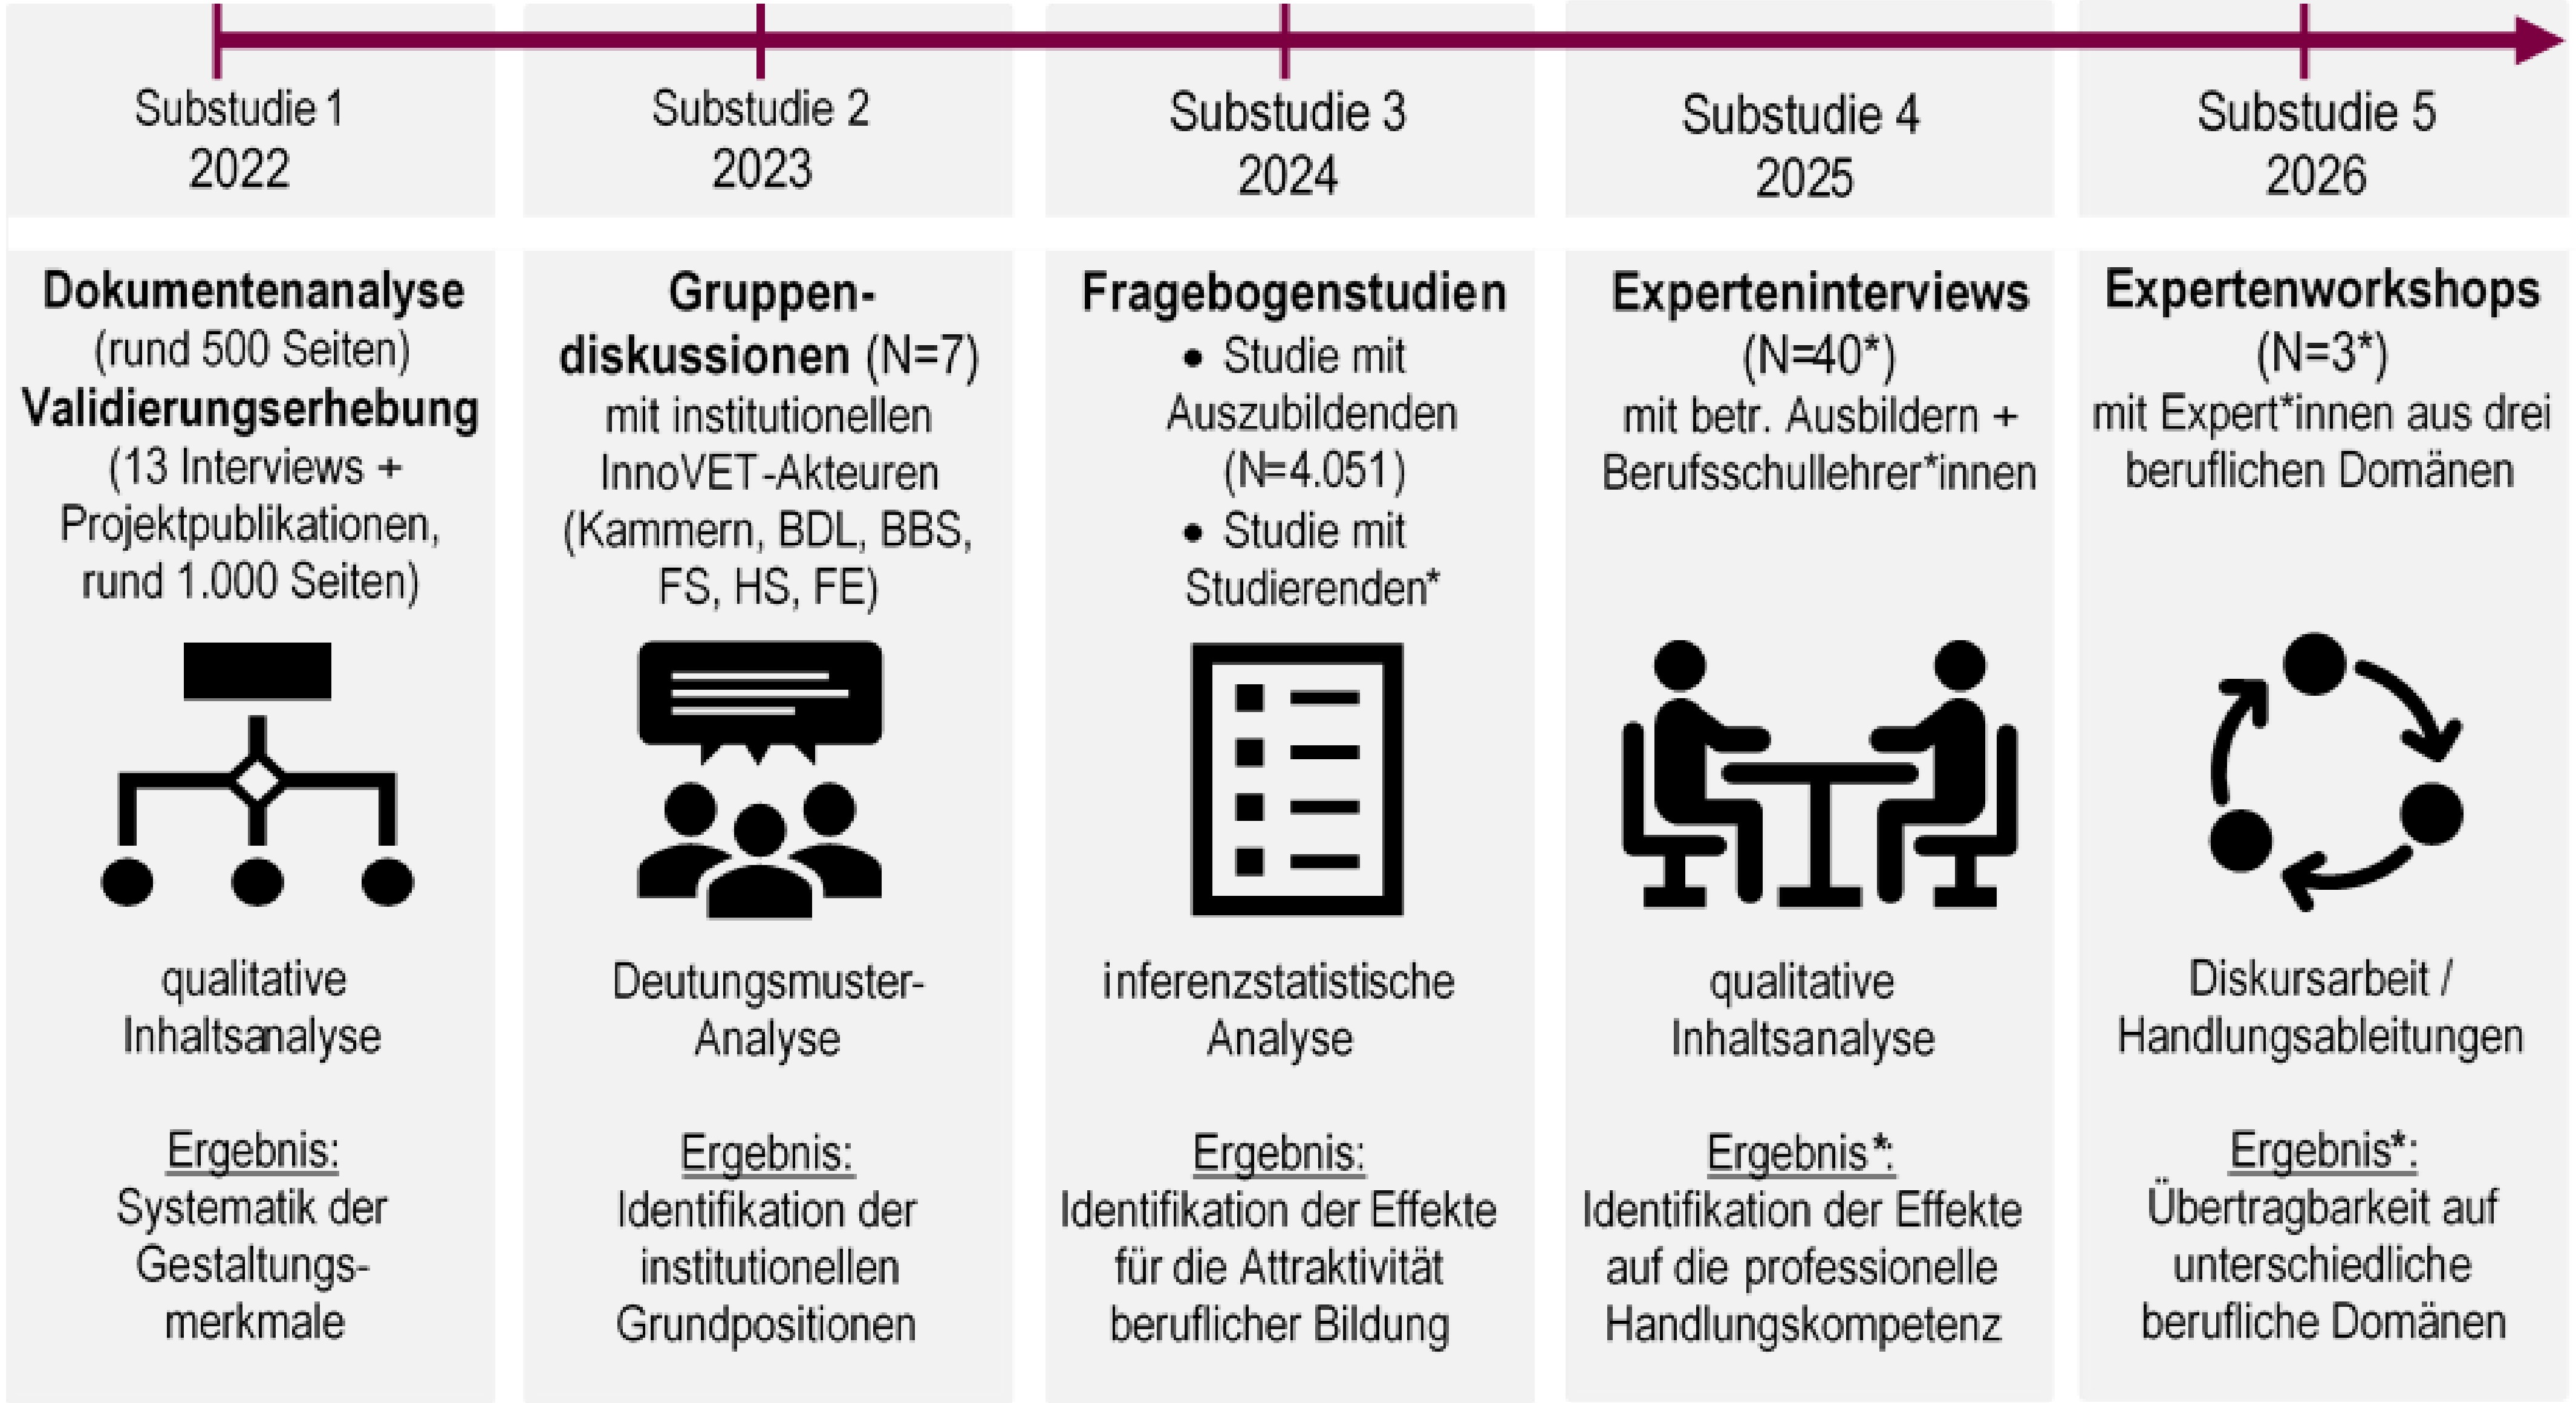 Substudie 1
2022
Dokumentenanalyse
(rund 500 Seiten)
Validierungserhebung
(13 Interviews +
Projektpublikationen,
rund 1.000 Seiten)
qualitative
Inhaltsanalyse
Ergebnis:
Systematik der
Gestaltungs-
merkmale
Substudie 2
2023
Gruppen-
diskussionen (N=7)
mit institutionellen
InnoVET-Akteuren
(Kammern, BDL, BBS,
FS, HS, FE)
Deutungsmuster-
Analyse
Ergebnis:
Identifikation der
institutionellen
Grundpositionen
Substudie 3
2024
Fragebogenstudien
• Studie mit
Auszubildenden
(N=4.051)
• Studie mit
Studierenden*
inferenzstatistische
Analyse
Ergebnis:
Identifikation der Effekte
für die Attraktivität
beruflicher Bildung
Substudie 4
2025
Experteninterviews
(N=40*)
mit betr. Ausbildern +
Berufsschullehrer*innen
qualitative
Inhaltsanalyse
Ergebnis*:
Identifikation der Effekte
auf die professionelle
Handlungskompetenz
Substudie 5
2026
Expertenworkshops
(N=3*)
mit Expert*innen aus drei
beruflichen Domänen
Diskursarbeit /
Handlungsableitungen
Ergebnis*:
Übertragbarkeit auf
unterschiedliche
berufliche Domänen